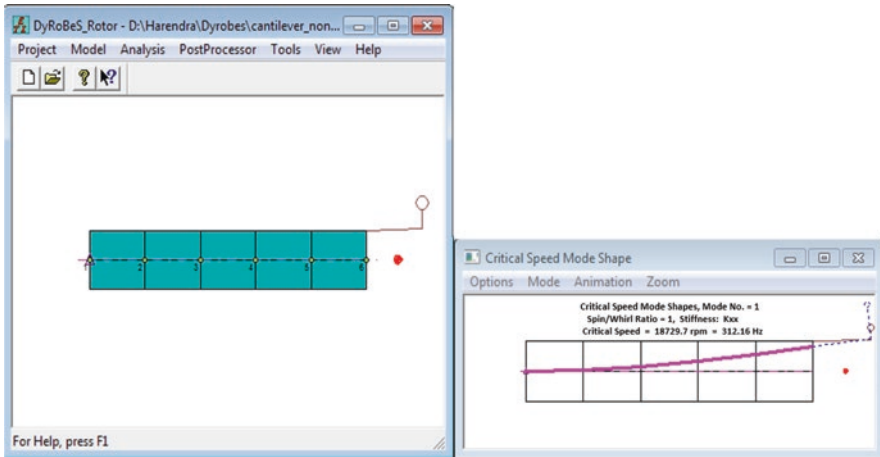 DyRoBeS_Rotor - D:\Harendra\Dyrobes\cantilever_non...
Project Model Analysis PostProcessor Tools View Help
1 2 3 4 5 6
For Help, press F1
Critical Speed Mode Shape
Options Mode Animation Zoom
Critical Speed Mode Shapes, Mode No. = 1
Spin/Whirl Ratio = 1, Stiffness: Kxx
Critical Speed = 18729.7 rpm = 312.16 Hz